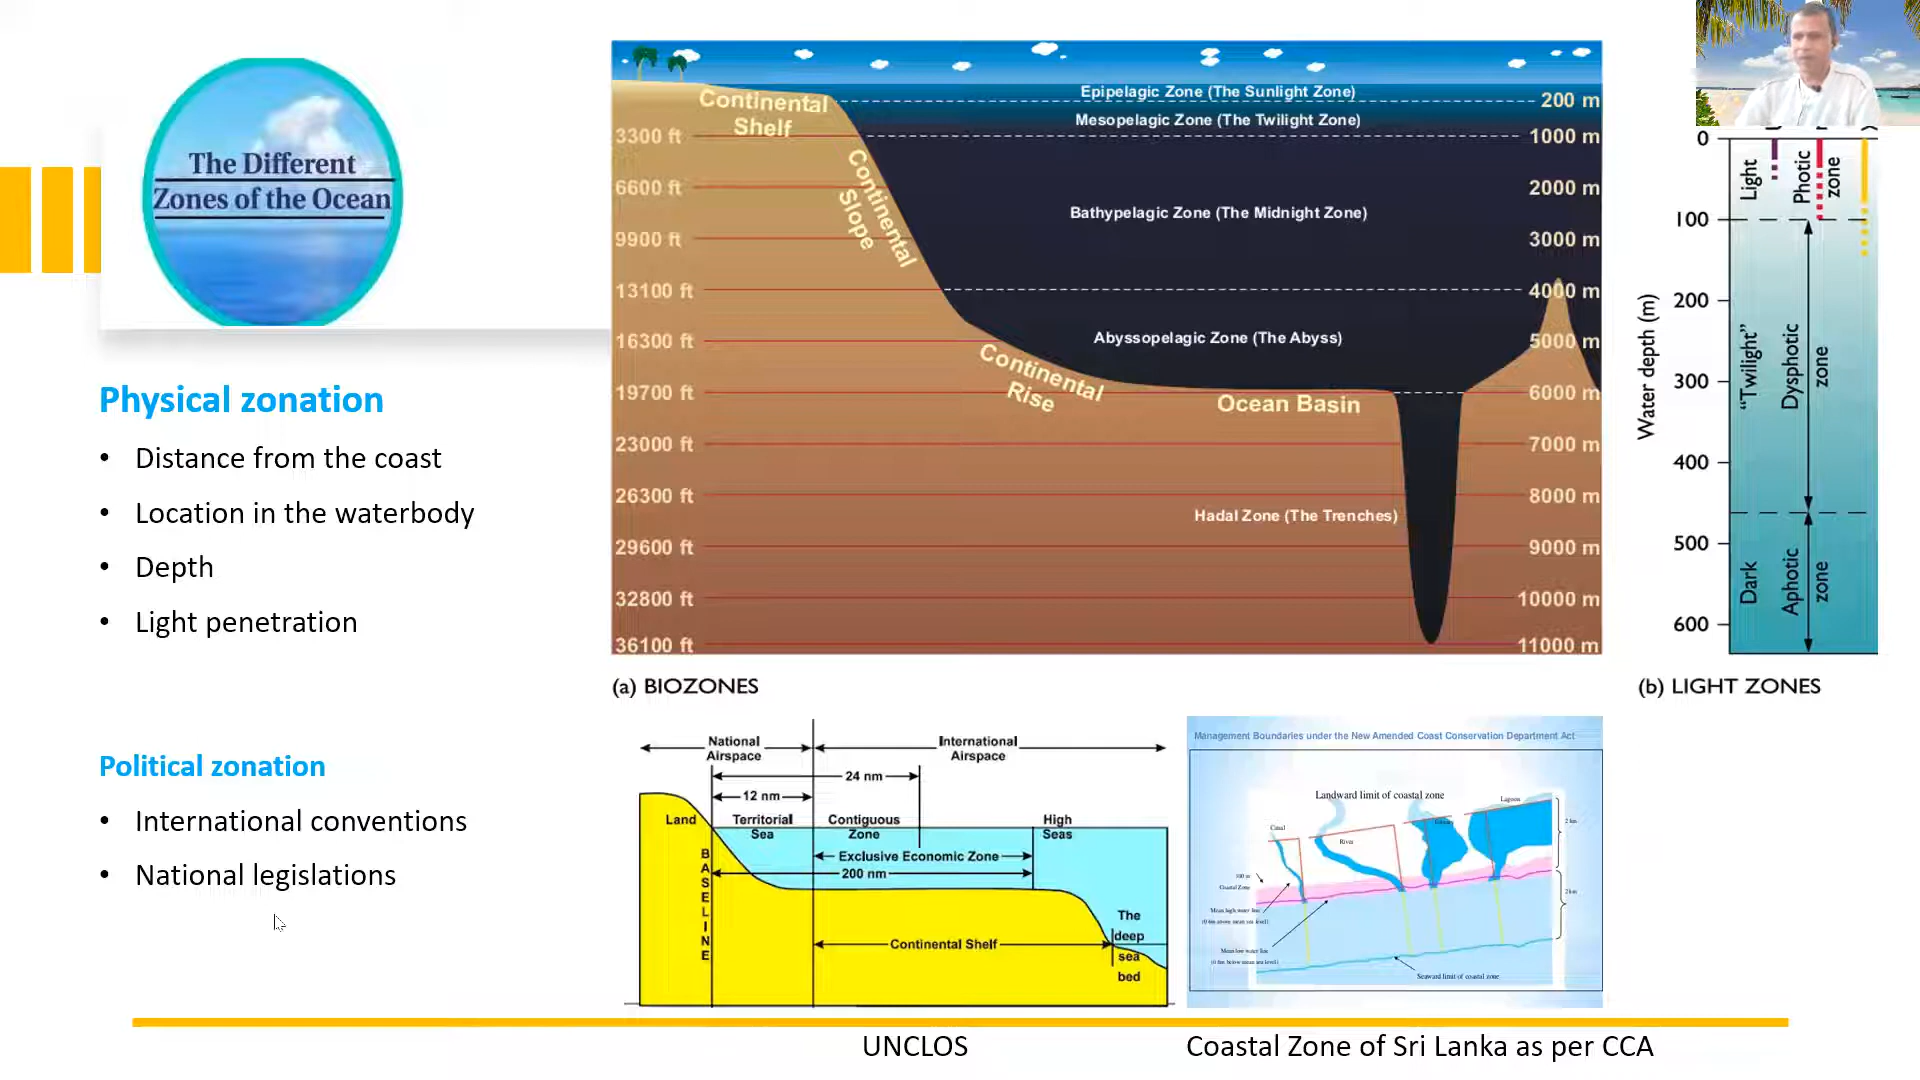 The Different
Zones of the Ocean
Physical zonation
• Distance from the coast
• Location in the waterbody
• Depth
• Light penetration
Political zonation
• International conventions
• National legislations
Continental
Shelf
Continental
Slope
Continental
Rise
Ocean Basin
Epipelagic Zone (The Sunlight Zone)
Mesopelagic Zone (The Twilight Zone)
Bathypelagic Zone (The Midnight Zone)
Abyssopelagic Zone (The Abyss)
Hadal Zone (The Trenches)
3300 ft
6600 ft
9900 ft
13100 ft
16300 ft
19700 ft
23000 ft
26300 ft
29600 ft
32800 ft
36100 ft
200 m
1000 m
2000 m
3000 m
4000 m
5000 m
6000 m
7000 m
8000 m
9000 m
10000 m
11000 m
(a) BIOZONES
Water depth (m)
0
100
200
300
400
500
600
Light
Photic
zone
"Twilight"
Dysphotic
zone
Dark
Aphotic
zone
(b) LIGHT ZONES
National
Airspace
International
Airspace
24 nm
12 nm
Land
Territorial
Sea
Contiguous
Zone
High
Seas
Exclusive Economic Zone
200 nm
BASELINE
Continental Shelf
The
deep
sea
bed
UNCLOS
Management Boundaries under the New Amended Coast Conservation Department Act
Landward limit of coastal zone
Canal
River
Lagoon
2 km
Coastal Zone
Mean high water line
2 km
Mean low water line
Seaward limit of coastal zone
Coastal Zone of Sri Lanka as per CCA